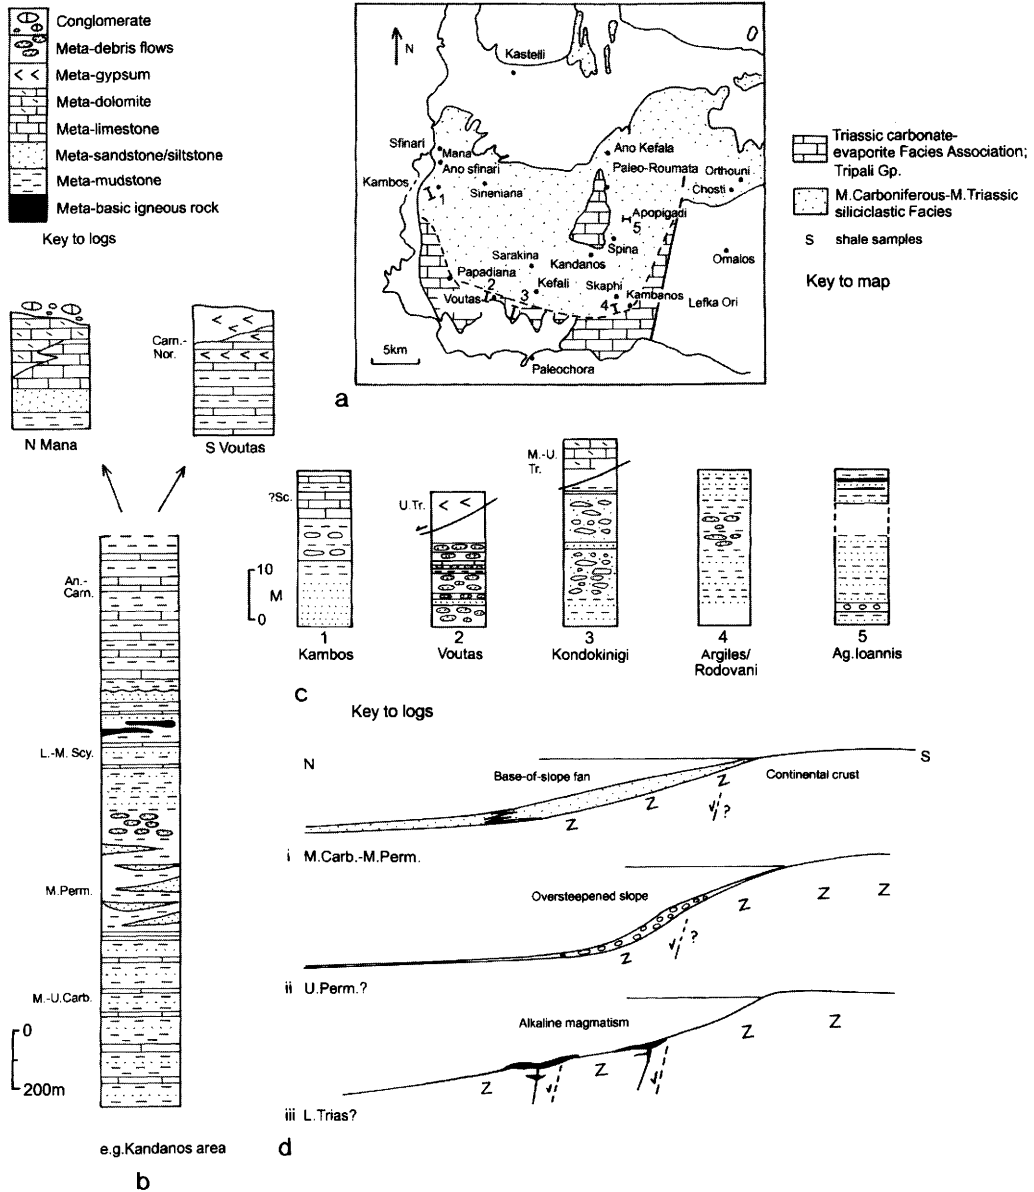 Conglomerate
Meta-debris flows
Meta-gypsum
Meta-dolomite
Meta-limestone
Meta-sandstone/siltstone
Meta-mudstone
Meta-basic igneous rock
Key to logs
N
Kastelli
Sfinari
Mana
Ano sfinari
Kambos
1
Sineniana
Ano Kefala
Paleo-Roumata
Orthouni
Chosti
Apopigadi
5
Spina
Omalos
Sarakina
Kandanos
Papadiana
2
Kefali
Skaphi
Voutas
3
4
Kambanos
Lefka Ori
5km
Paleochora
a
Triassic carbonate-
evaporite Facies Association;
Tripali Gp.
M.Carboniferous-M.Triassic
siliciclastic Facies
S shale samples
Key to map
Carn.-
Nor.
N Mana
S Voutas
An.-
Carn.
L.-M. Scy.
M.Perm.
M.-U.Carb.
0
200m
e.g.Kandanos area
b
?Sc.
U.Tr.
M.-U.
Tr.
10
M
0
1
Kambos
2
Voutas
3
Kondokinigi
4
Argiles/
Rodovani
5
Ag.Ioannis
c
Key to logs
N
S
Base-of-slope fan
Continental crust
Z Z Z
?
i M.Carb.-M.Perm.
Oversteepened slope
Z Z Z Z
?
ii U.Perm.?
Alkaline magmatism
Z Z Z Z
iii L.Trias?
d